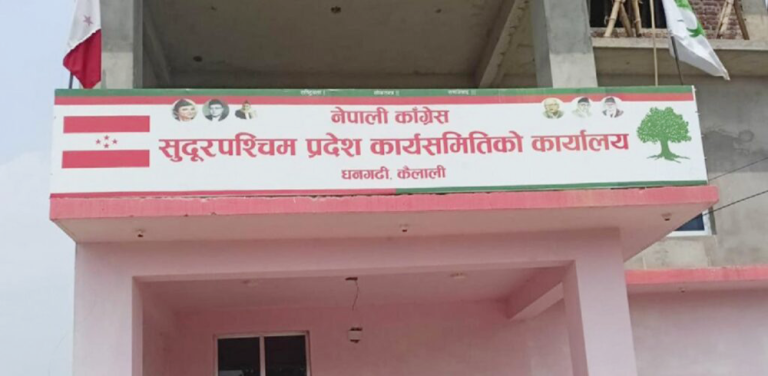 नेपाली काँग्रेस
सुदूरपश्चिम प्रदेश कार्यसमितिको कार्यालय
धनगढी, कैलाली